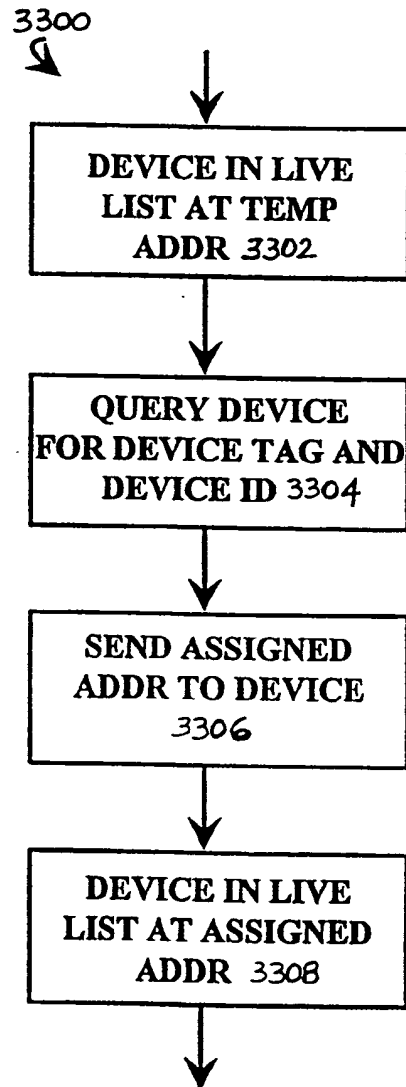 3300
DEVICE IN LIVE
LIST AT TEMP
ADDR 3302
QUERY DEVICE
FOR DEVICE TAG AND
DEVICE ID 3304
SEND ASSIGNED
ADDR TO DEVICE
3306
DEVICE IN LIVE
LIST AT ASSIGNED
ADDR 3308